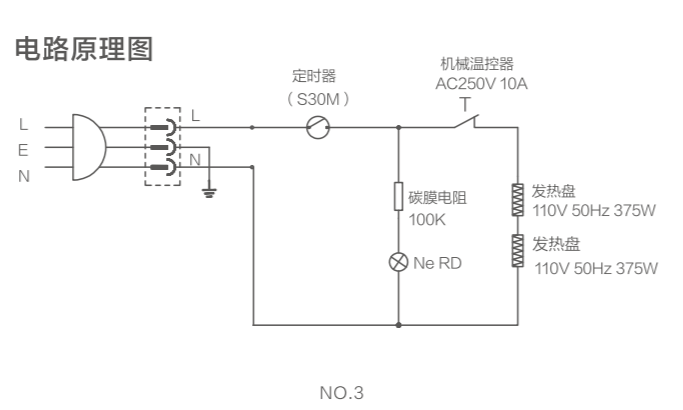 电路原理图
机械温控器
AC250V 10A
定时器
（S30M）
L
L
E
N
N
碳膜电阻
100K
Ne RD
发热盘
110V 50Hz 375W
发热盘
110V 50Hz 375W
NO.3